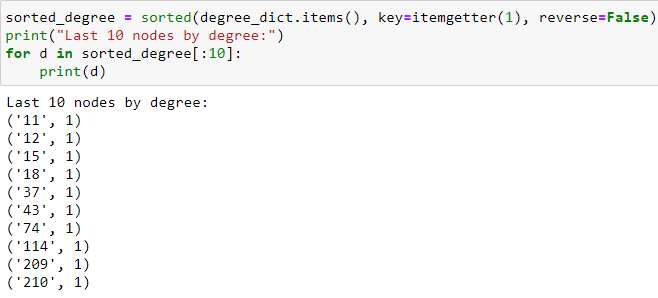 sorted_degree = sorted(degree_dict.items(), key=itemgetter(1), reverse=False)
print("Last 10 nodes by degree:")
for d in sorted_degree[:10]:
    print(d)
Last 10 nodes by degree:
('11', 1)
('12', 1)
('15', 1)
('18', 1)
('37', 1)
('43', 1)
('74', 1)
('114', 1)
('209', 1)
('210', 1)